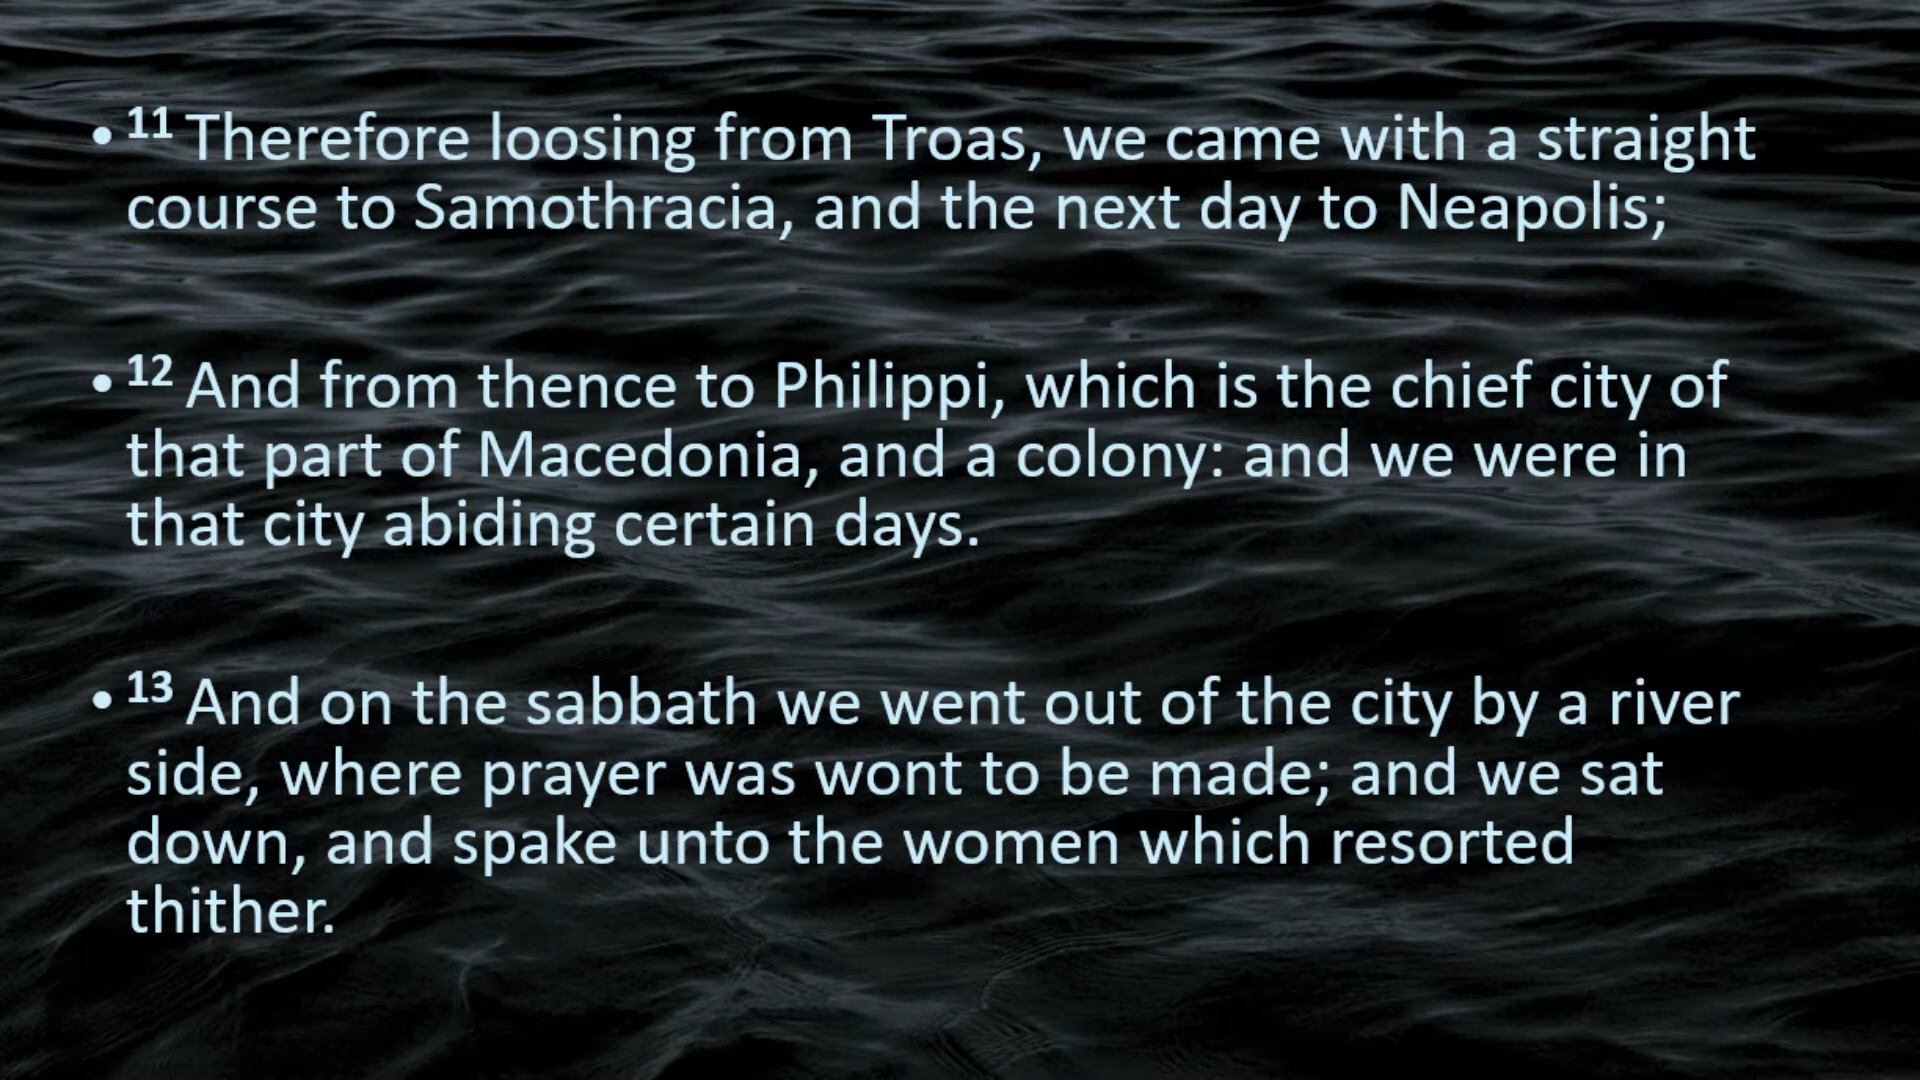 • 11 Therefore loosing from Troas, we came with a straight
course to Samothracia, and the next day to Neapolis;
• 12 And from thence to Philippi, which is the chief city of
that part of Macedonia, and a colony: and we were in
that city abiding certain days.
• 13 And on the sabbath we went out of the city by a river
side, where prayer was wont to be made; and we sat
down, and spake unto the women which resorted
thither.